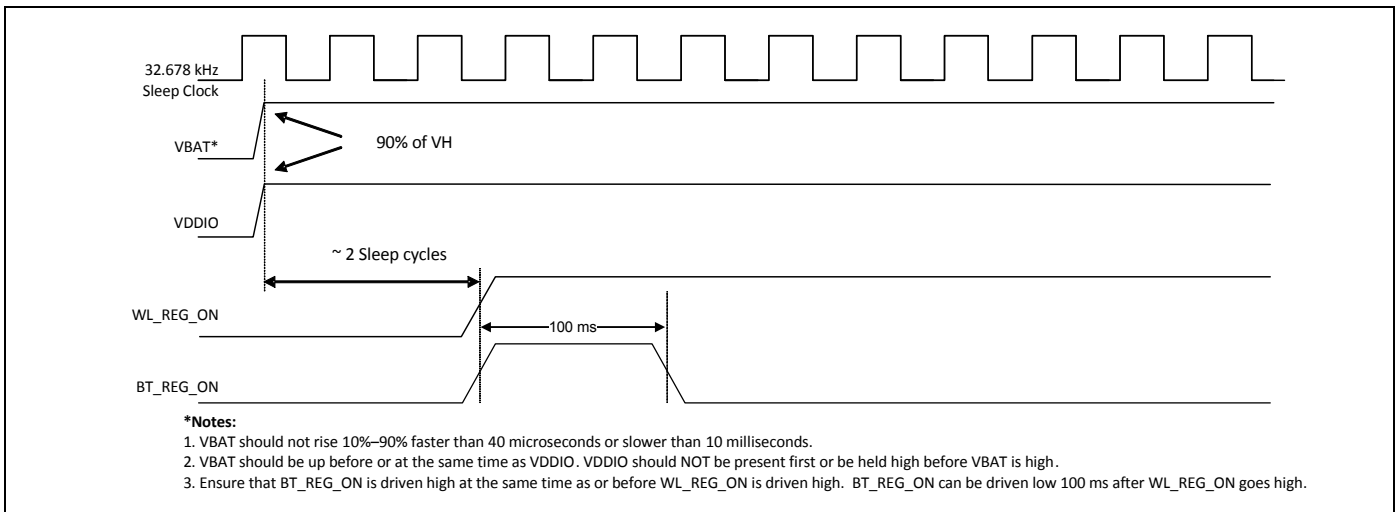 32.678 kHz
Sleep Clock
VBAT*
90% of VH
VDDIO
~ 2 Sleep cycles
WL_REG_ON
100 ms
BT_REG_ON
*Notes:
1. VBAT should not rise 10%–90% faster than 40 microseconds or slower than 10 milliseconds.
2. VBAT should be up before or at the same time as VDDIO. VDDIO should NOT be present first or be held high before VBAT is high.
3. Ensure that BT_REG_ON is driven high at the same time as or before WL_REG_ON is driven high. BT_REG_ON can be driven low 100 ms after WL_REG_ON goes high.